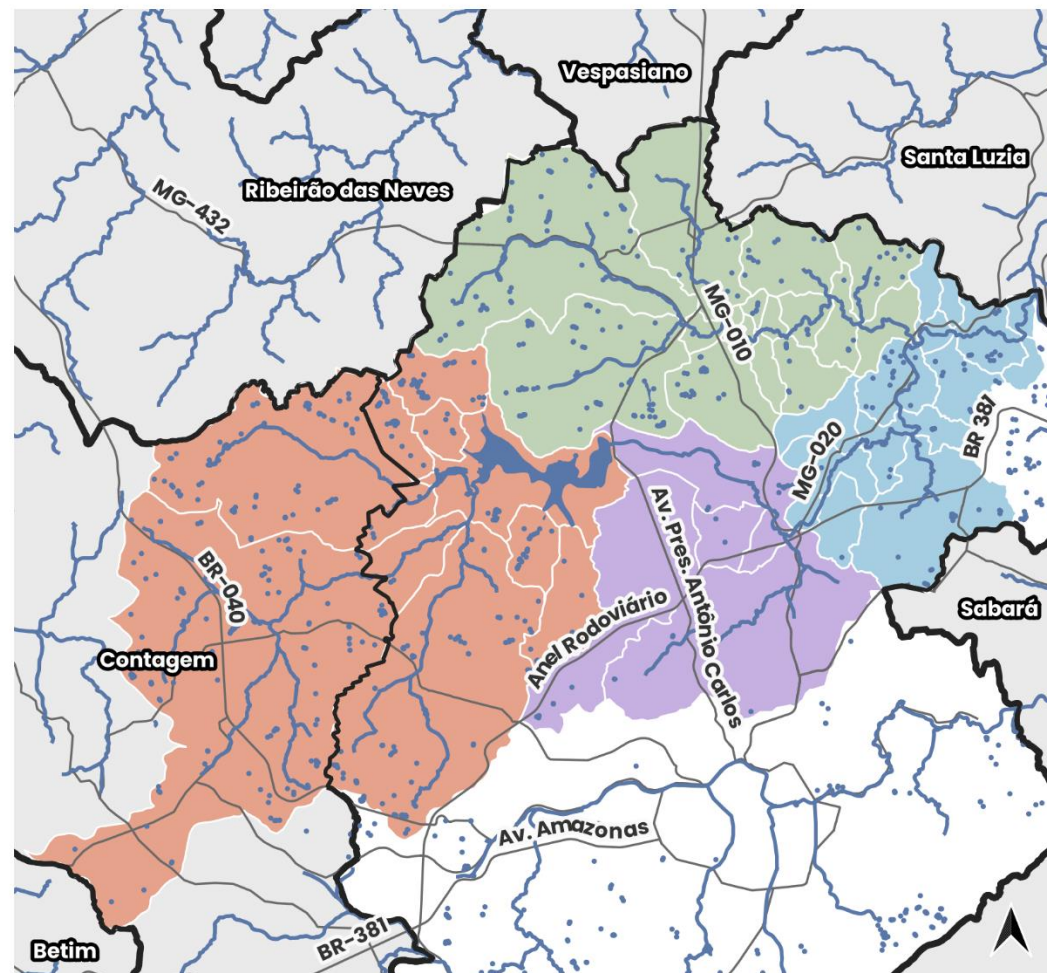 Vespasiano
Santa Luzia
Ribeirão das Neves
MG-432
MG-010
BR 381
MG-020
Av. Pres. Antônio Carlos
BR-040
Sabará
Anel Rodoviário
Contagem
Av. Amazonas
BR-381
Betim